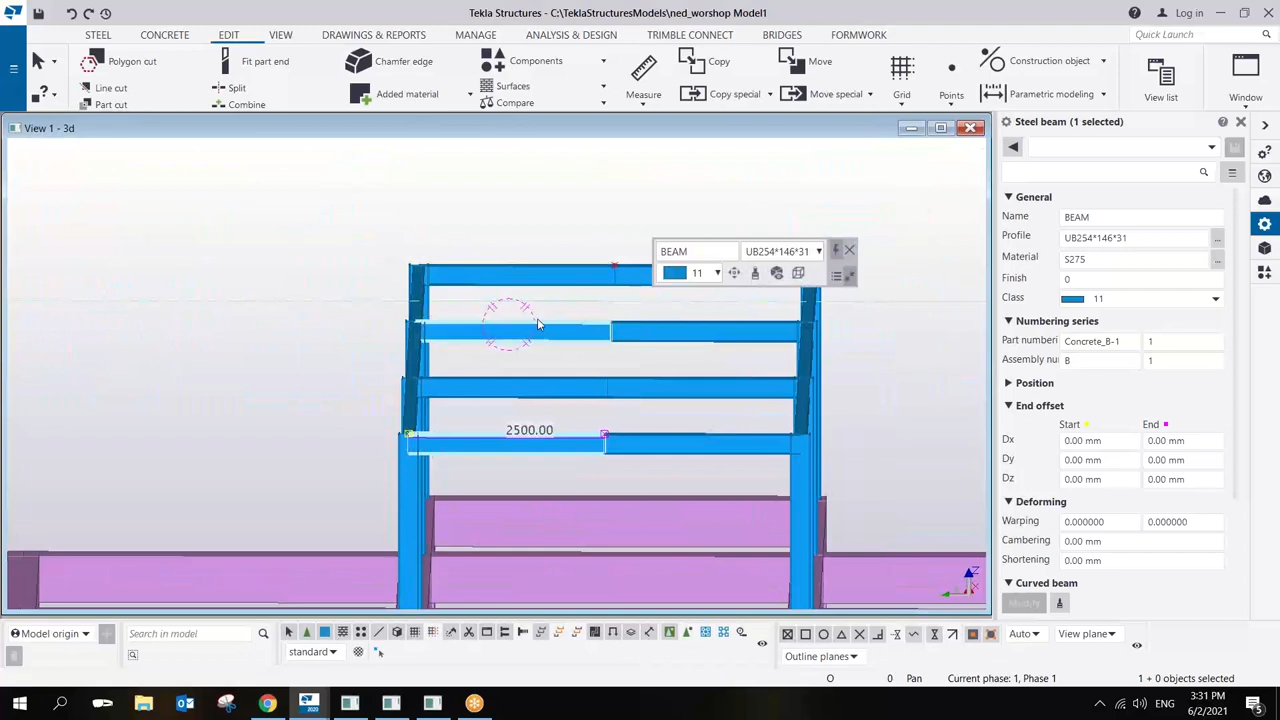 Tekla Structures - C:\TeklaStructuresModels\ned_workhop Model1
Log in
STEEL CONCRETE EDIT VIEW DRAWINGS & REPORTS MANAGE ANALYSIS & DESIGN TRIMBLE CONNECT BRIDGES FORMWORK Quick Launch
Polygon cut Fit part end Chamfer edge Components Copy Move Construction object
Line cut Split Surfaces
Part cut Combine Added material Compare Measure Copy special Move special Grid Points Parametric modeling View list Window
View 1 - 3d
Steel beam (1 selected)
General
Name BEAM
Profile UB254*146*31 ...
Material S275 ...
Finish 0
Class 11
BEAM UB254*146*31
11
2500.00
Numbering series
Part numberi Concrete_B-1 1
Assembly nu B 1
Position
End offset
Start End
Dx 0.00 mm 0.00 mm
Dy 0.00 mm 0.00 mm
Dz 0.00 mm 0.00 mm
Deforming
Warping 0.000000 0.000000
Cambering 0.00 mm
Shortening 0.00 mm
Curved beam
Modify
Z
Model origin Search in model Auto View plane
standard Outline planes
O 0 Pan Current phase: 1, Phase 1 1 + 0 objects selected
2020
ENG 3:31 PM
6/2/2021 5